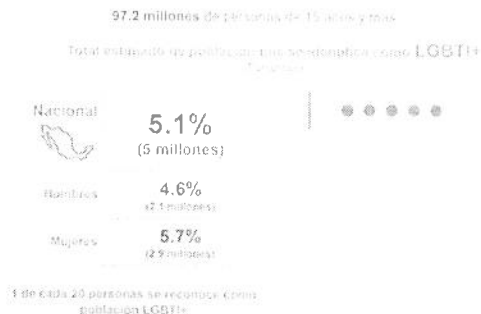 97.2 millones de personas de 15 años y más
Total estimado de población que se identifica como LGBTI+
Nacional
5.1%
(5 millones)
Hombres
4.6%
(2.1 millones)
Mujeres
5.7%
(2.9 millones)
1 de cada 20 personas se reconoce como
población LGBTI+